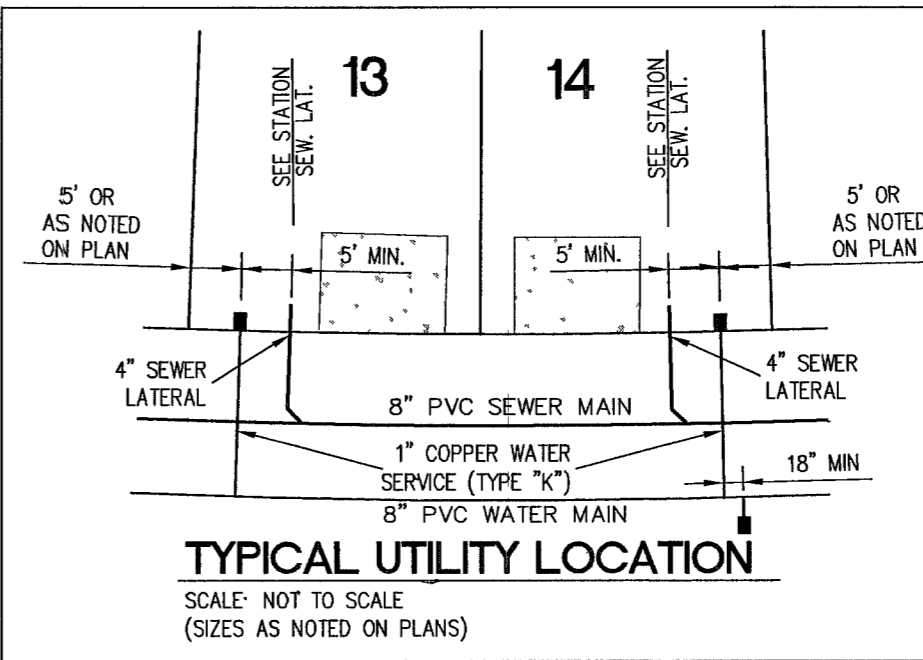 13
14
SEE STATION
SEW. LAT.
SEE STATION
SEW. LAT.
5' OR
AS NOTED
ON PLAN
5' MIN.
5' MIN.
5' OR
AS NOTED
ON PLAN
4" SEWER
LATERAL
4" SEWER
LATERAL
8" PVC SEWER MAIN
1" COPPER WATER
SERVICE (TYPE "K")
18" MIN
8" PVC WATER MAIN
TYPICAL UTILITY LOCATION
SCALE· NOT TO SCALE
(SIZES AS NOTED ON PLANS)